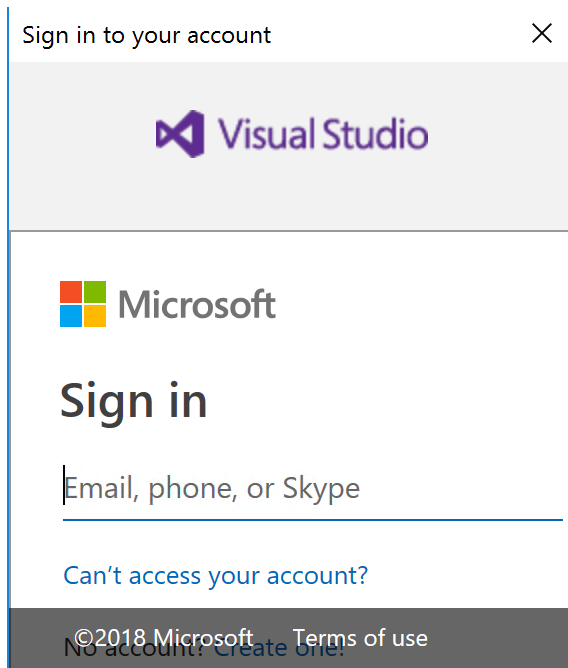 Sign in to your account
Visual Studio
Microsoft
Sign in
Email, phone, or Skype
Can’t access your account?
©2018 Microsoft Terms of use
No account? Create one!